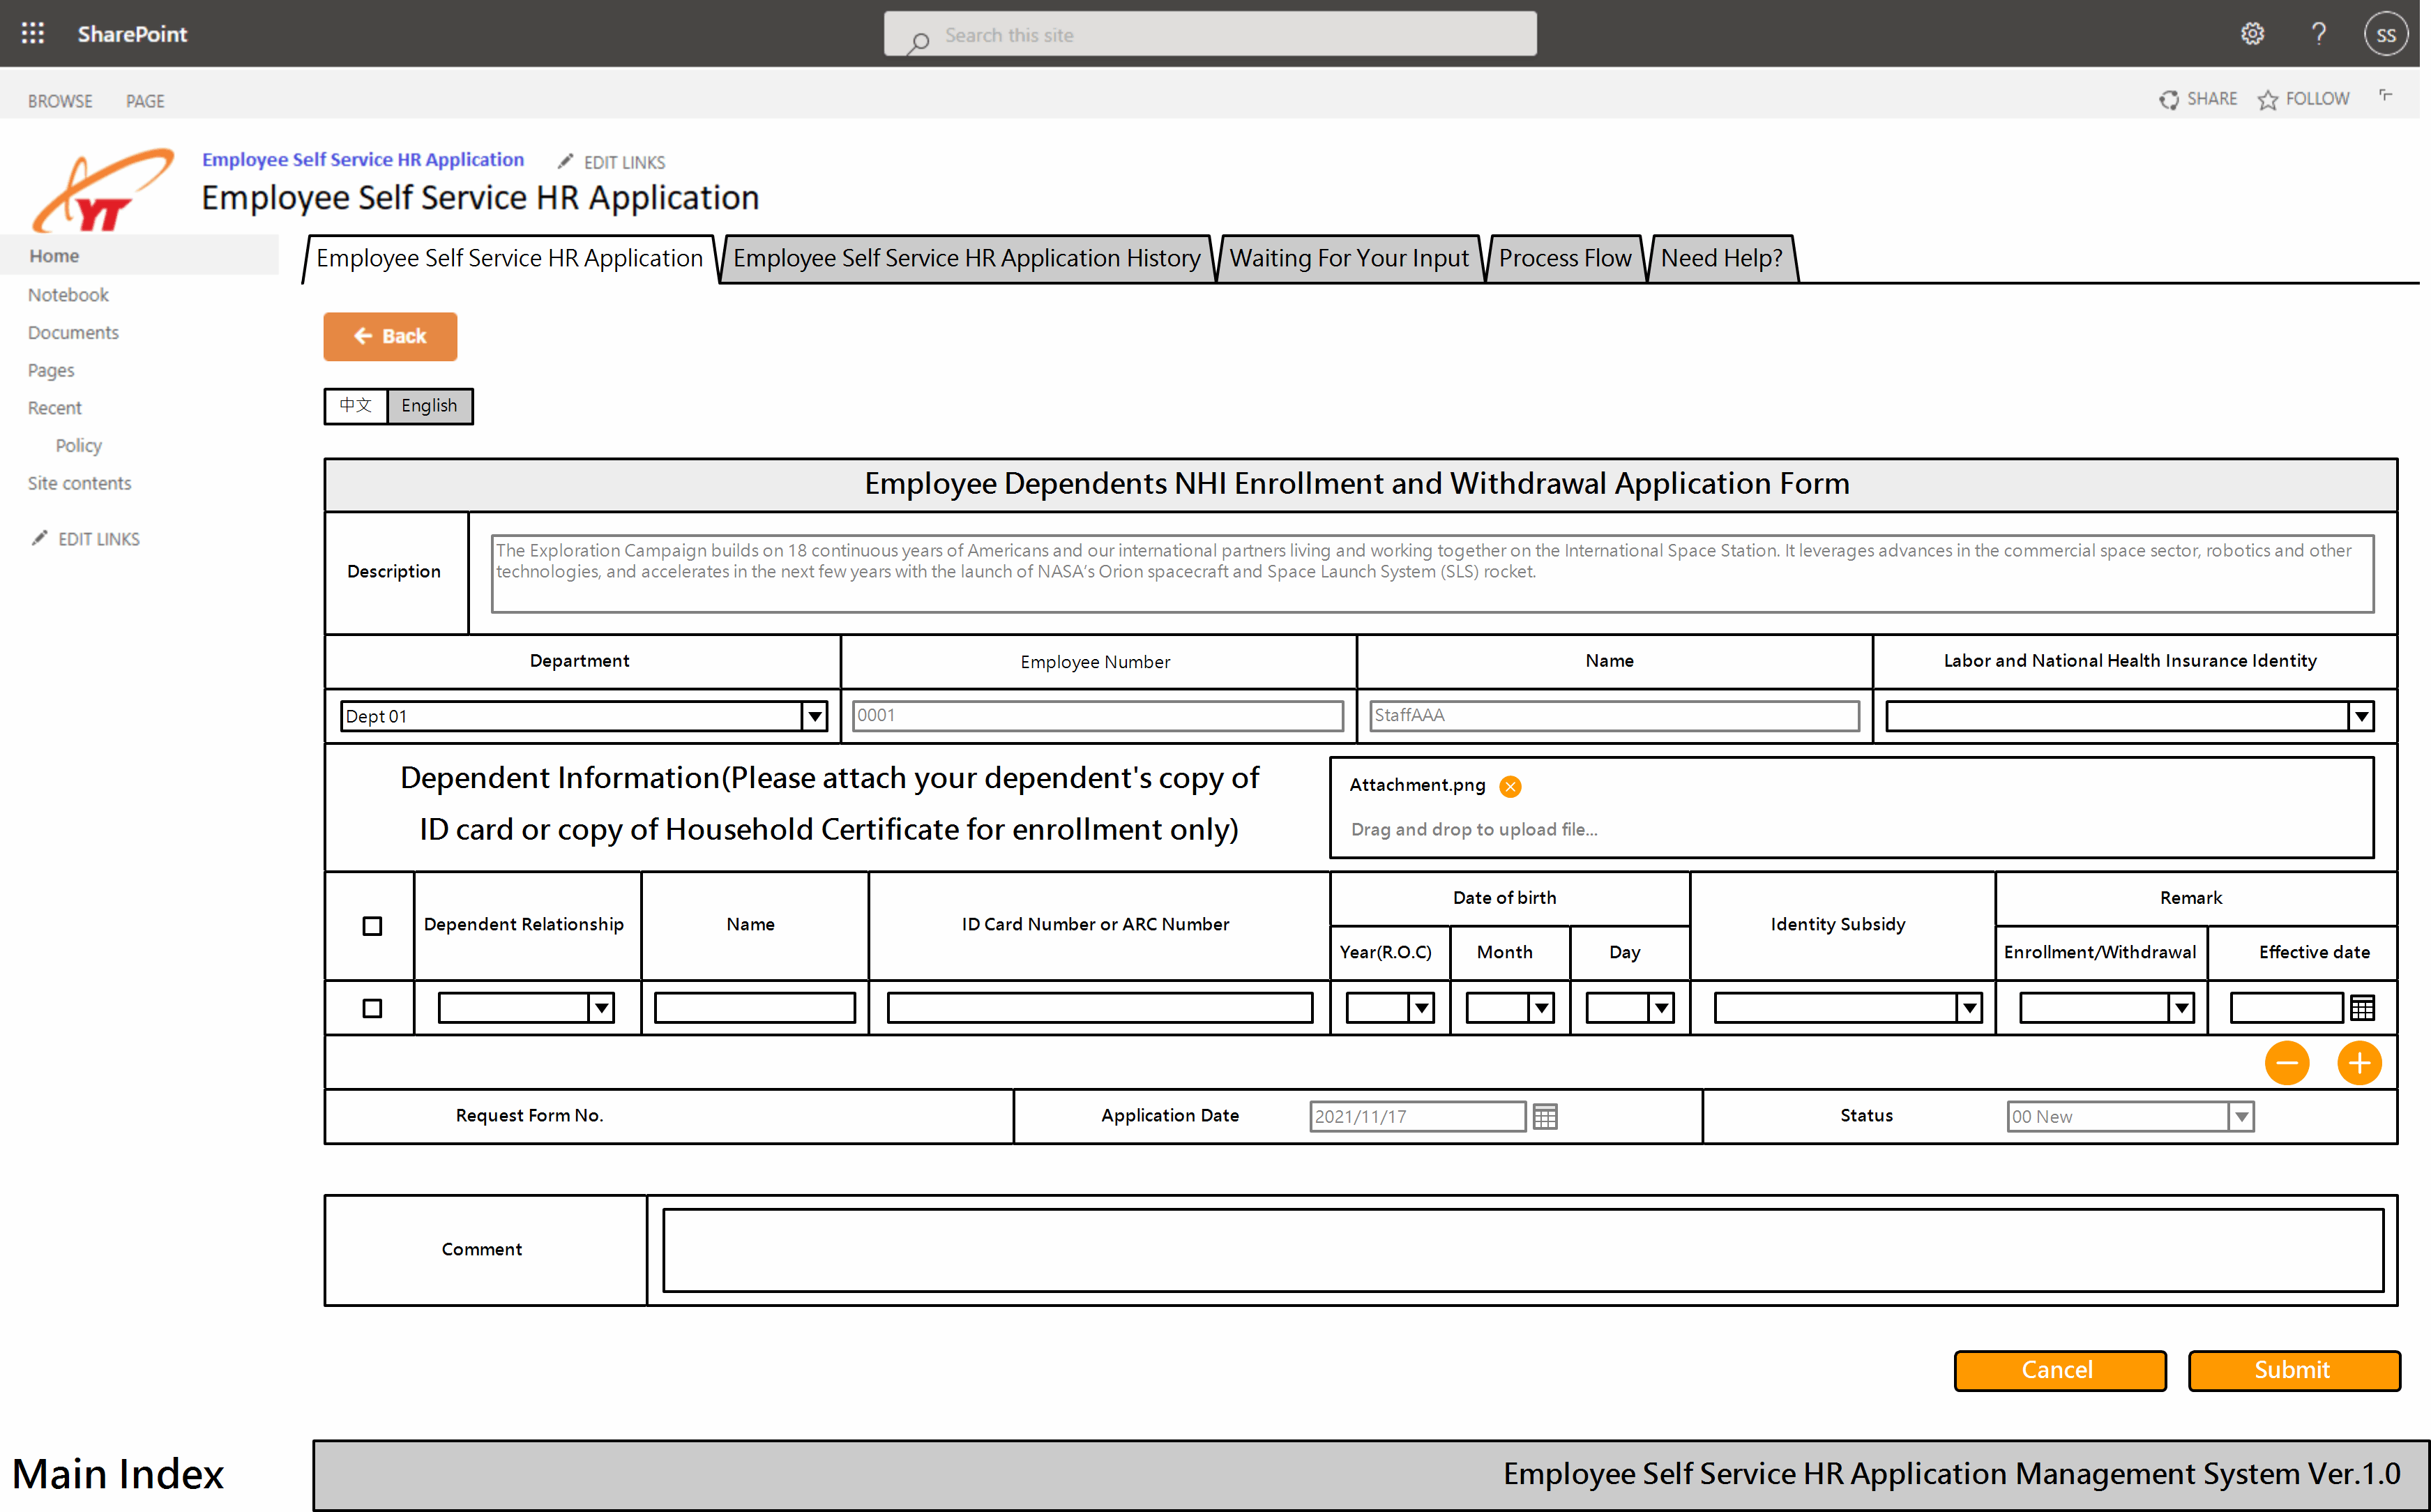 SharePoint
Search this site
?
SS
BROWSE PAGE
SHARE FOLLOW
YT
Employee Self Service HR Application
EDIT LINKS
Employee Self Service HR Application
Home
Notebook
Documents
Pages
Recent
Policy
Site contents
EDIT LINKS
Employee Self Service HR Application
Employee Self Service HR Application History
Waiting For Your Input
Process Flow
Need Help?
Back
中文
English
Employee Dependents NHI Enrollment and Withdrawal Application Form
Description
The Exploration Campaign builds on 18 continuous years of Americans and our international partners living and working together on the International Space Station. It leverages advances in the commercial space sector, robotics and other
technologies, and accelerates in the next few years with the launch of NASA's Orion spacecraft and Space Launch System (SLS) rocket.
Department
Employee Number
Name
Labor and National Health Insurance Identity
Dept 01
0001
StaffAAA
Dependent Information(Please attach your dependent's copy of
ID card or copy of Household Certificate for enrollment only)
Attachment.png
Drag and drop to upload file...
Dependent Relationship
Name
ID Card Number or ARC Number
Date of birth
Year(R.O.C)
Month
Day
Identity Subsidy
Remark
Enrollment/Withdrawal
Effective date
Request Form No.
Application Date
2021/11/17
Status
00 New
Comment
Cancel
Submit
Main Index
Employee Self Service HR Application Management System Ver.1.0